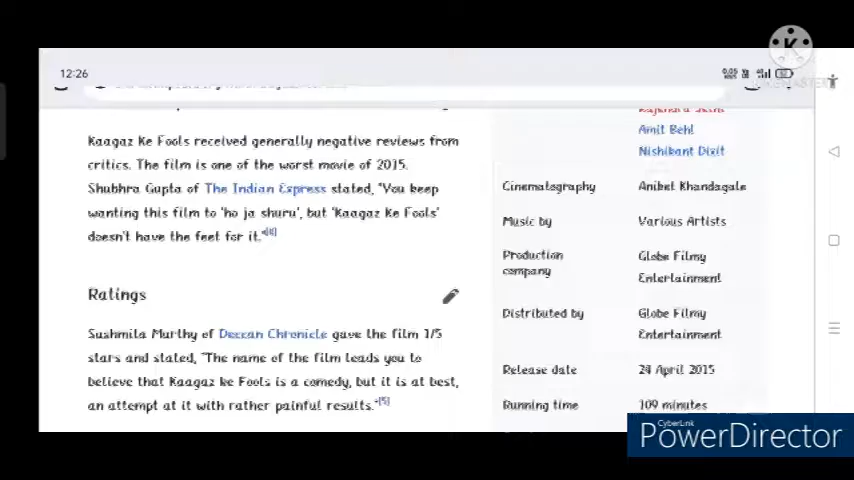 12:26
Kaagaz Ke Fools received generally negative reviews from
critics. The film is one of the worst movie of 2015.
Shubhra Gupta of The Indian Express stated, "You keep
wanting this film to 'ho ja shuru', but 'Kaagaz Ke Fools'
doesn't have the feet for it."[4]
Ratings
Sushmila Murthy of Deccan Chronicle gave the film 1/5
stars and stated, "The name of the film leads you to
believe that Kaagaz ke Fools is a comedy, but it is at best,
an attempt at it with rather painful results."[5]
Amit Behl
Nishikant Dixit
Cinematography
Anibel Khandagale
Music by
Various Artists
Production
company
Globe Filmy
Entertainment
Distributed by
Globe Filmy
Entertainment
Release date
24 April 2015
Running time
109 minutes
CyberLink
PowerDirector